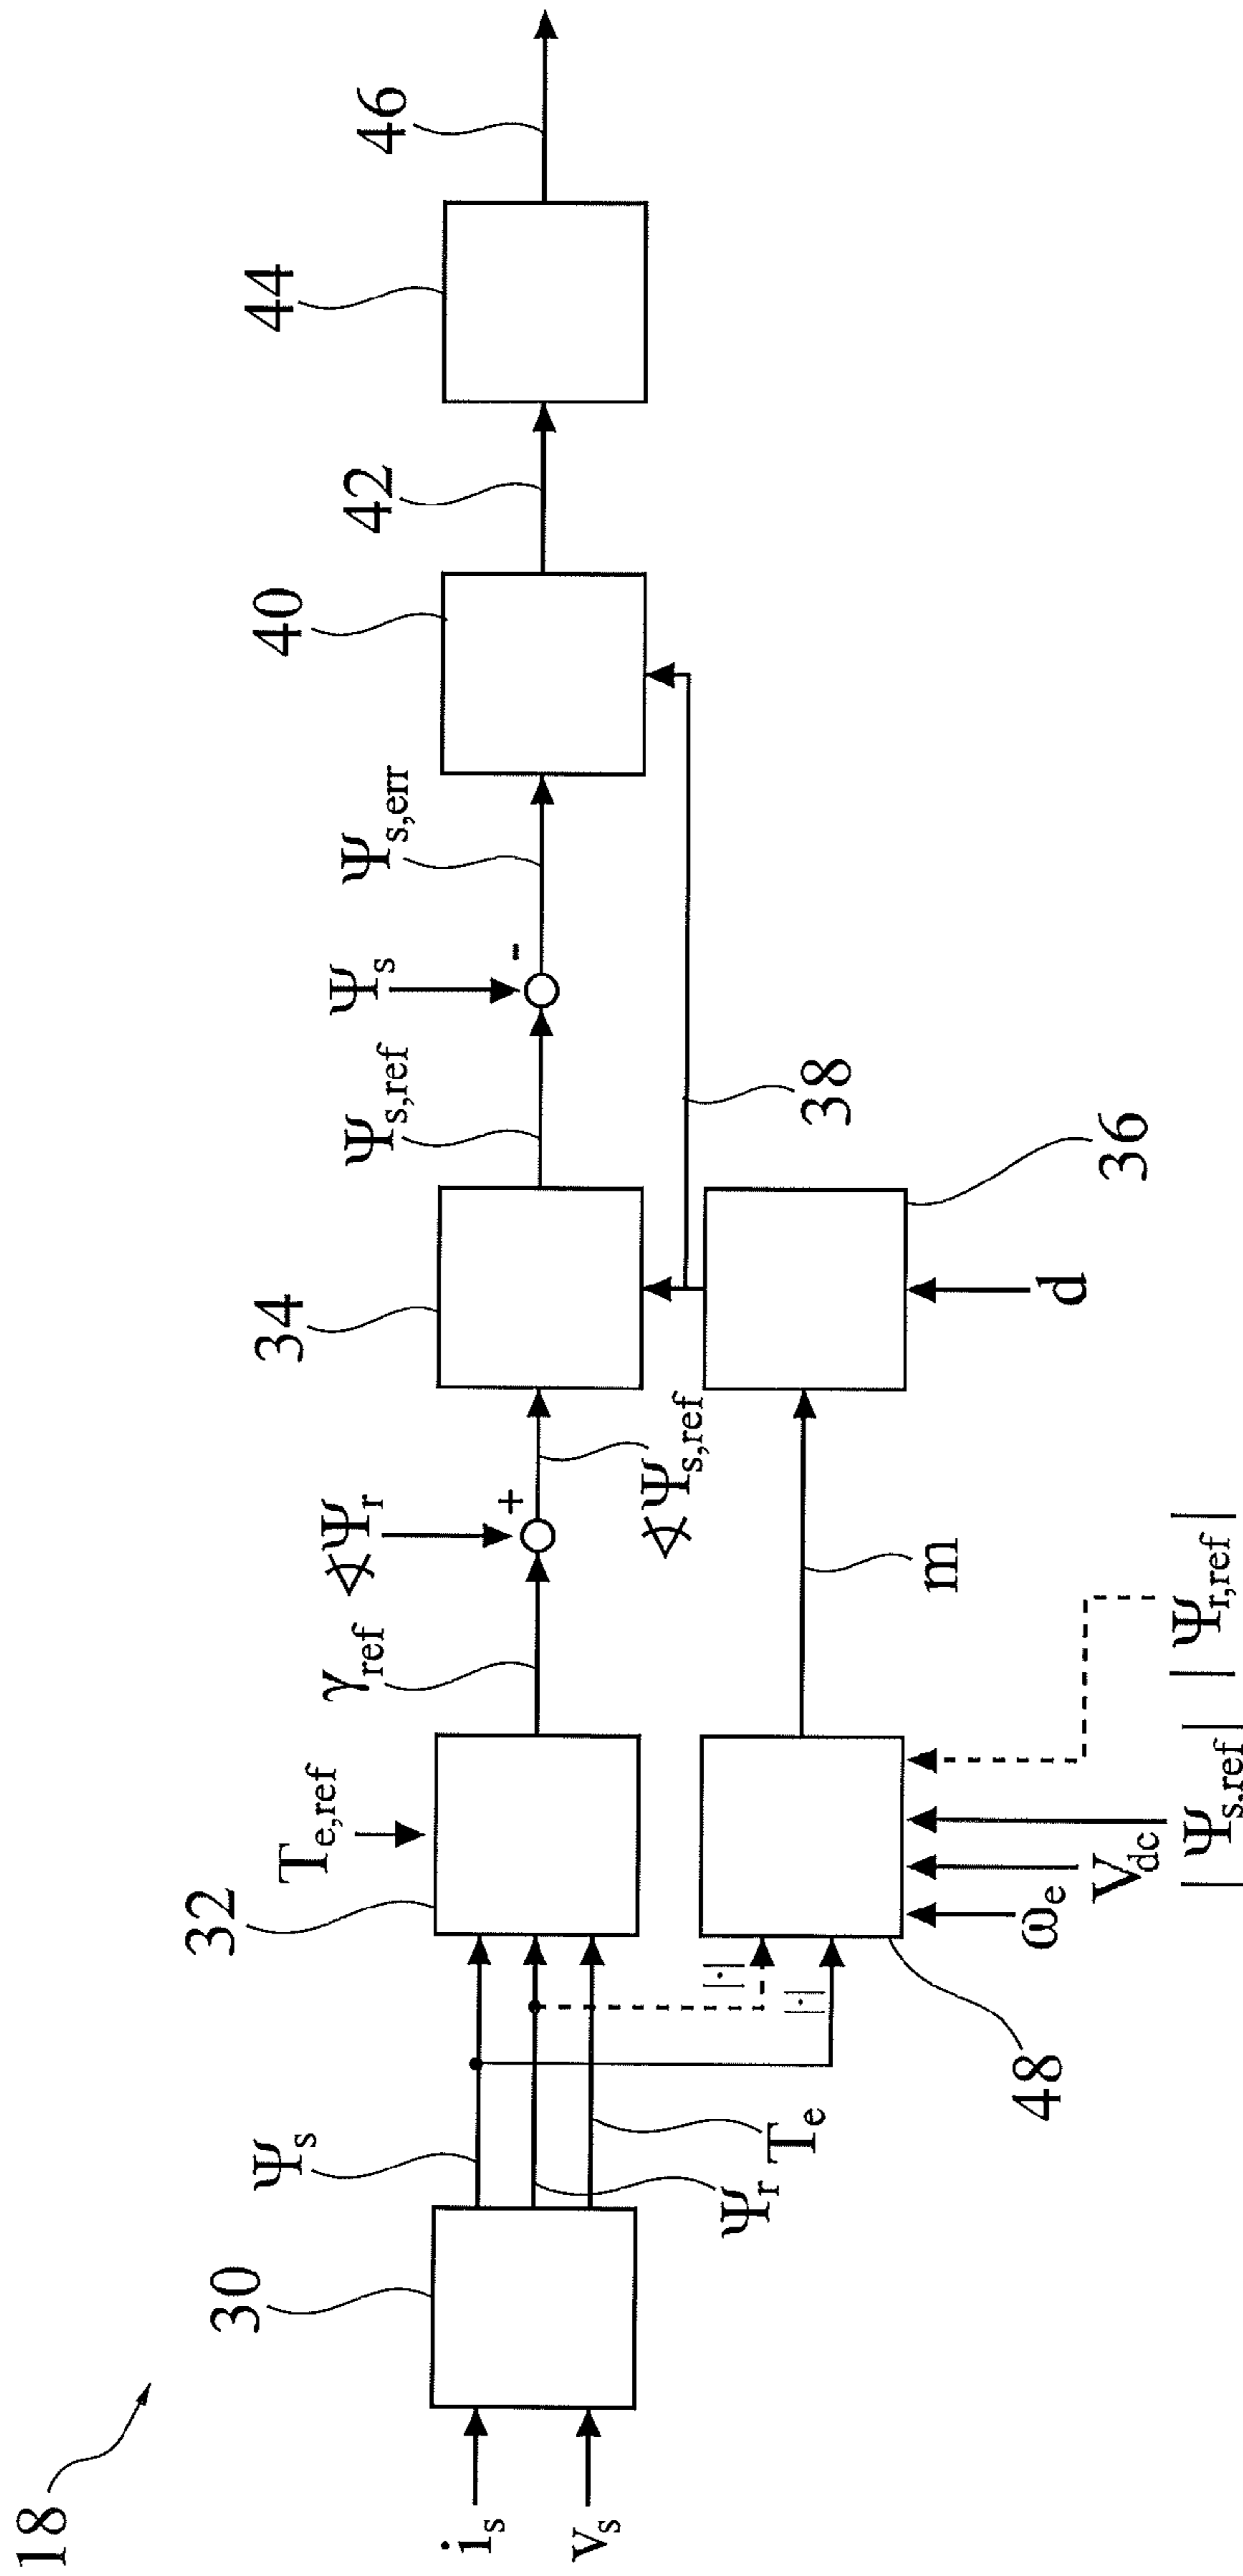 18
i_s
v_s
30
Ψ_s
Ψ_r
T_e
32
T_e,ref
γ_ref
∢Ψ_r
+
∢Ψ_s,ref
34
Ψ_s,ref
Ψ_s
-
Ψ_s,err
40
42
44
46
|·|
|·|
48
ω_e
V_dc
|Ψ_s,ref|
|Ψ_r,ref|
m
36
d
38